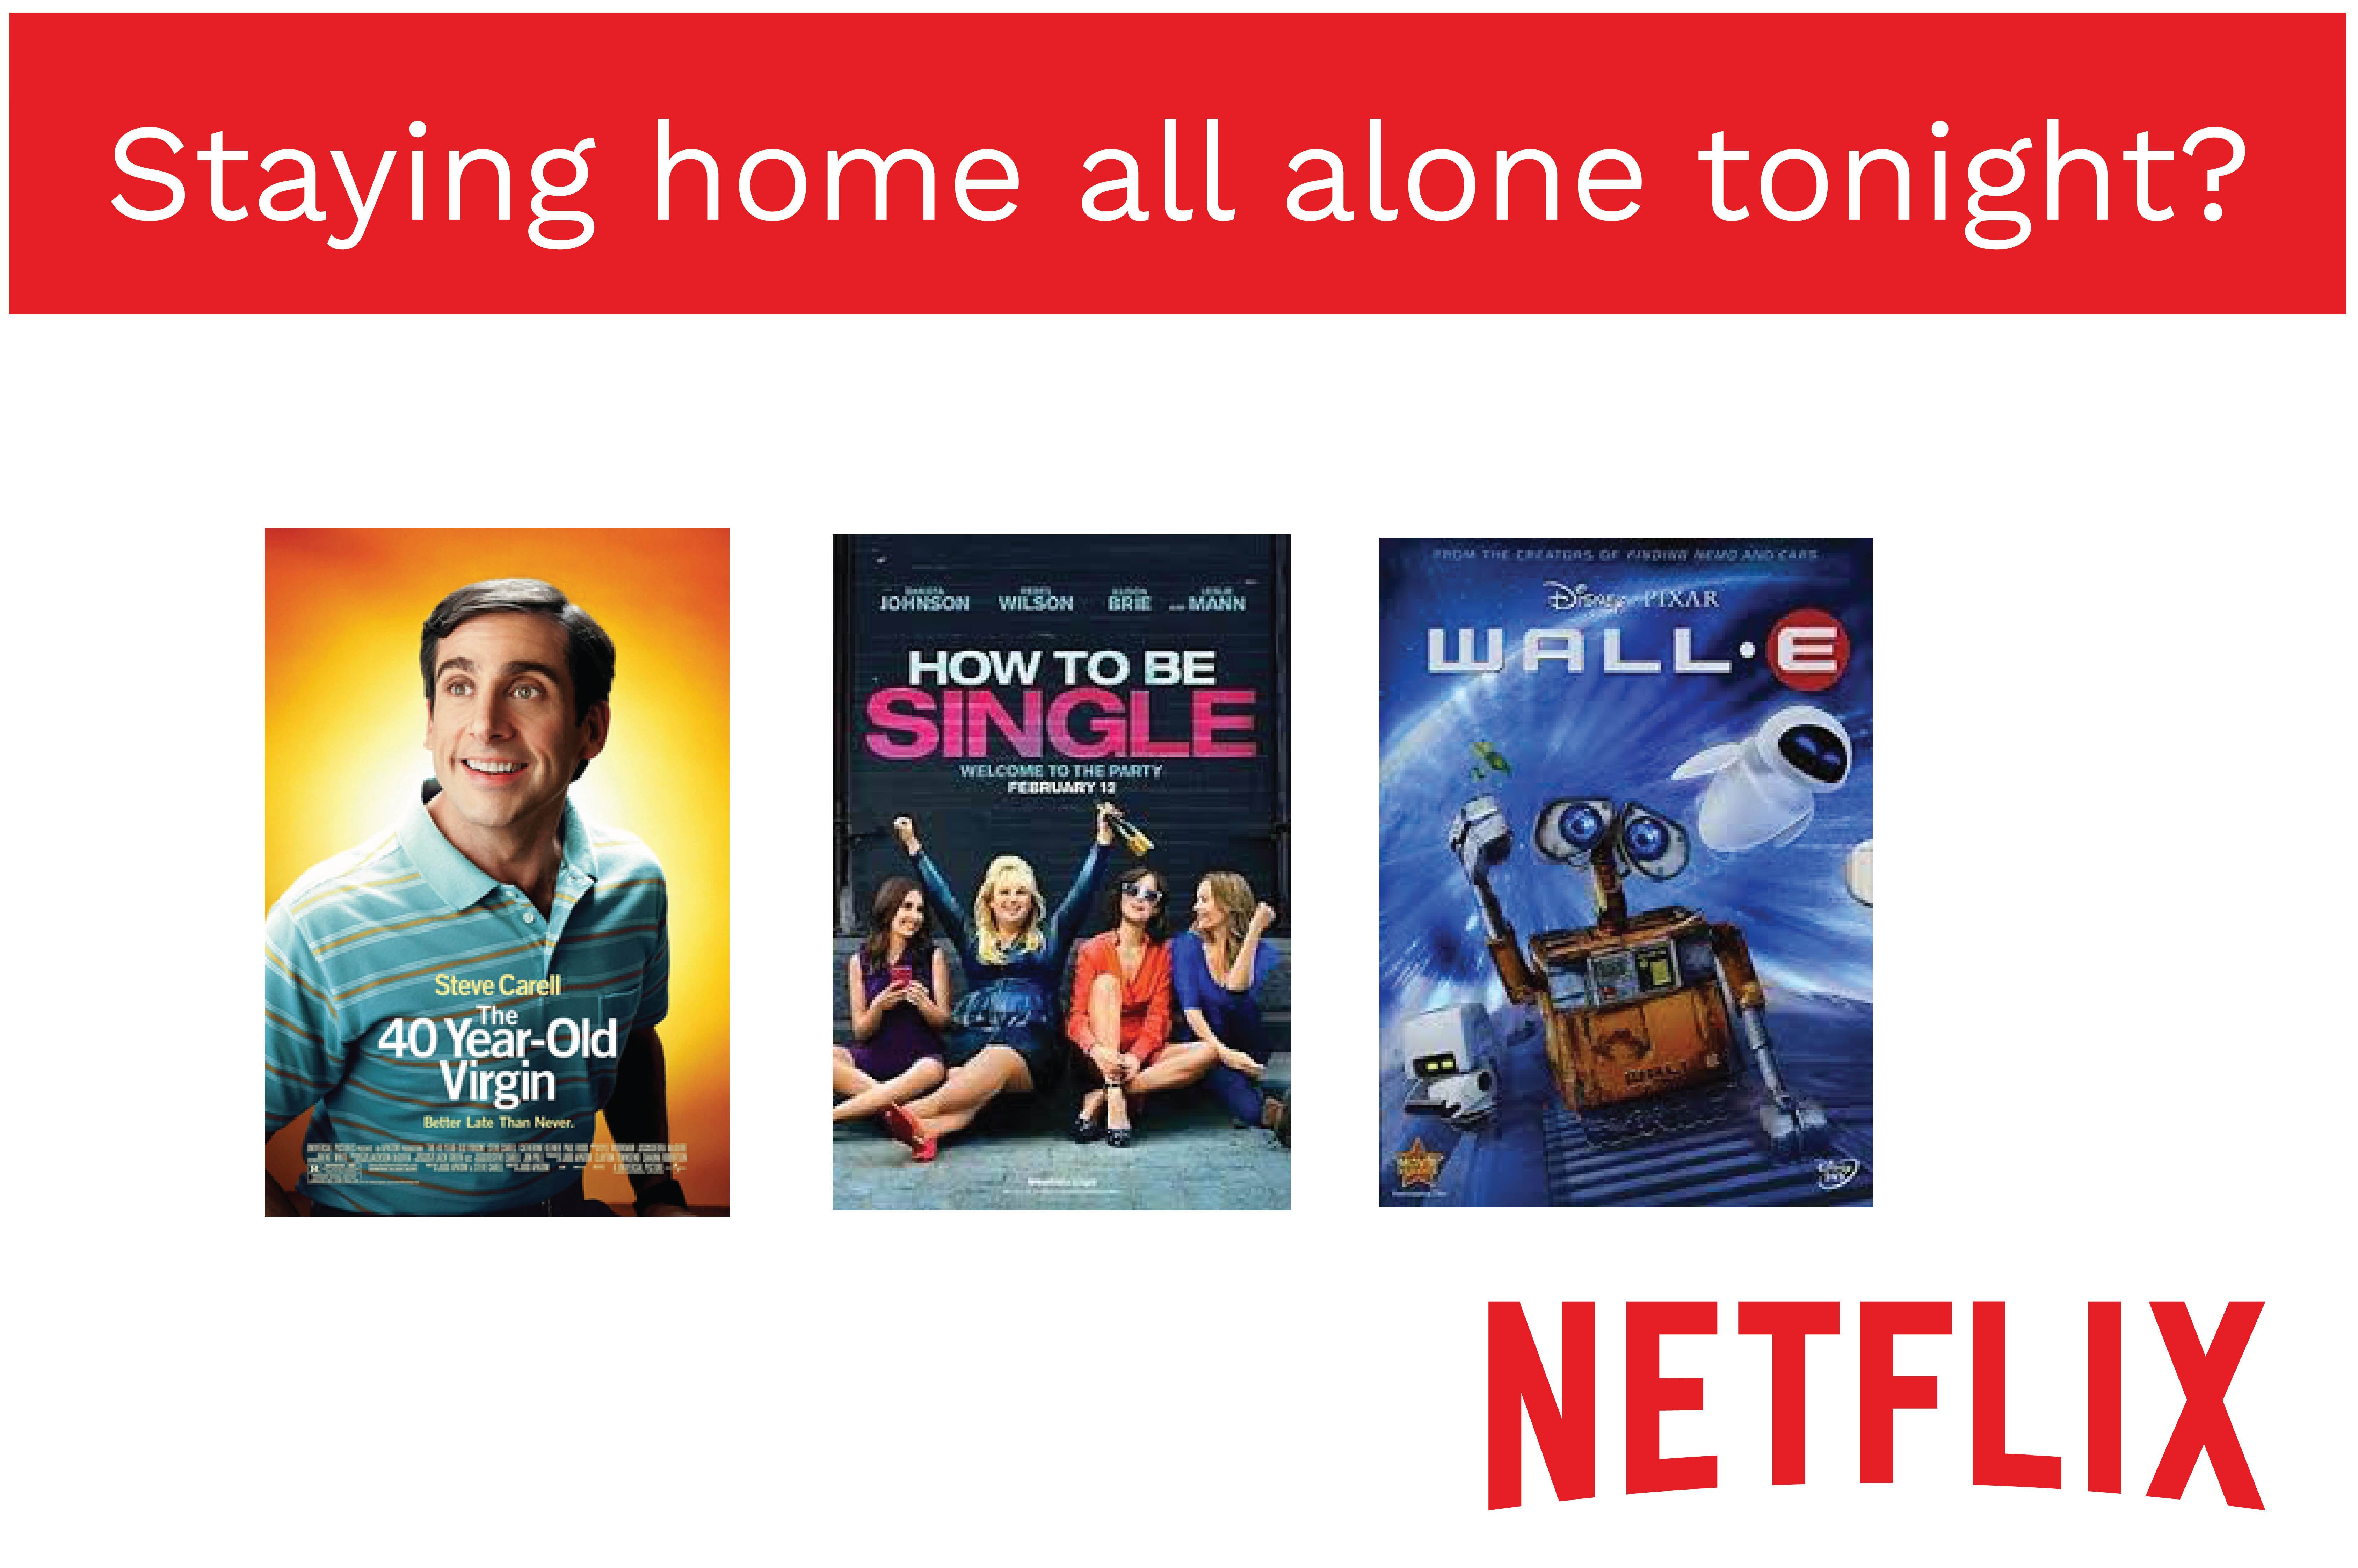 Staying home all alone tonight?
Steve Carell
The
40 Year-Old
Virgin
Better Late Than Never.
JOHNSON WILSON BRIE MANN
HOW TO BE
SINGLE
WELCOME TO THE PARTY
FEBRUARY 12
FROM THE CREATORS OF FINDING NEMO AND CARS
DISNEY PIXAR
WALL•E
WALL•E
NETFLIX